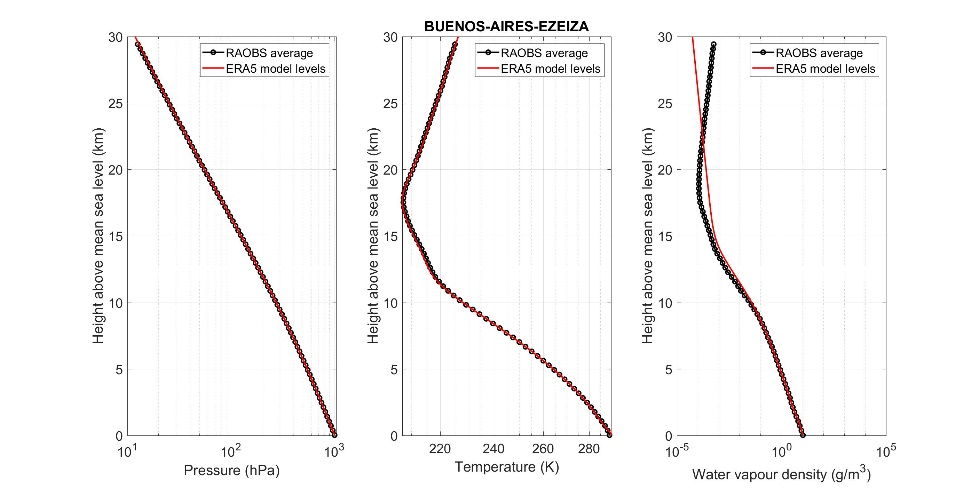 BUENOS-AIRES-EZEIZA
30
25
20
15
10
5
0
Height above mean sea level (km)
RAOBS average
ERA5 model levels
10^1
10^2
10^3
Pressure (hPa)
30
25
20
15
10
5
0
Height above mean sea level (km)
RAOBS average
ERA5 model levels
220
240
260
280
Temperature (K)
30
25
20
15
10
5
0
Height above mean sea level (km)
RAOBS average
ERA5 model levels
10^-5
10^0
10^5
Water vapour density (g/m^3)